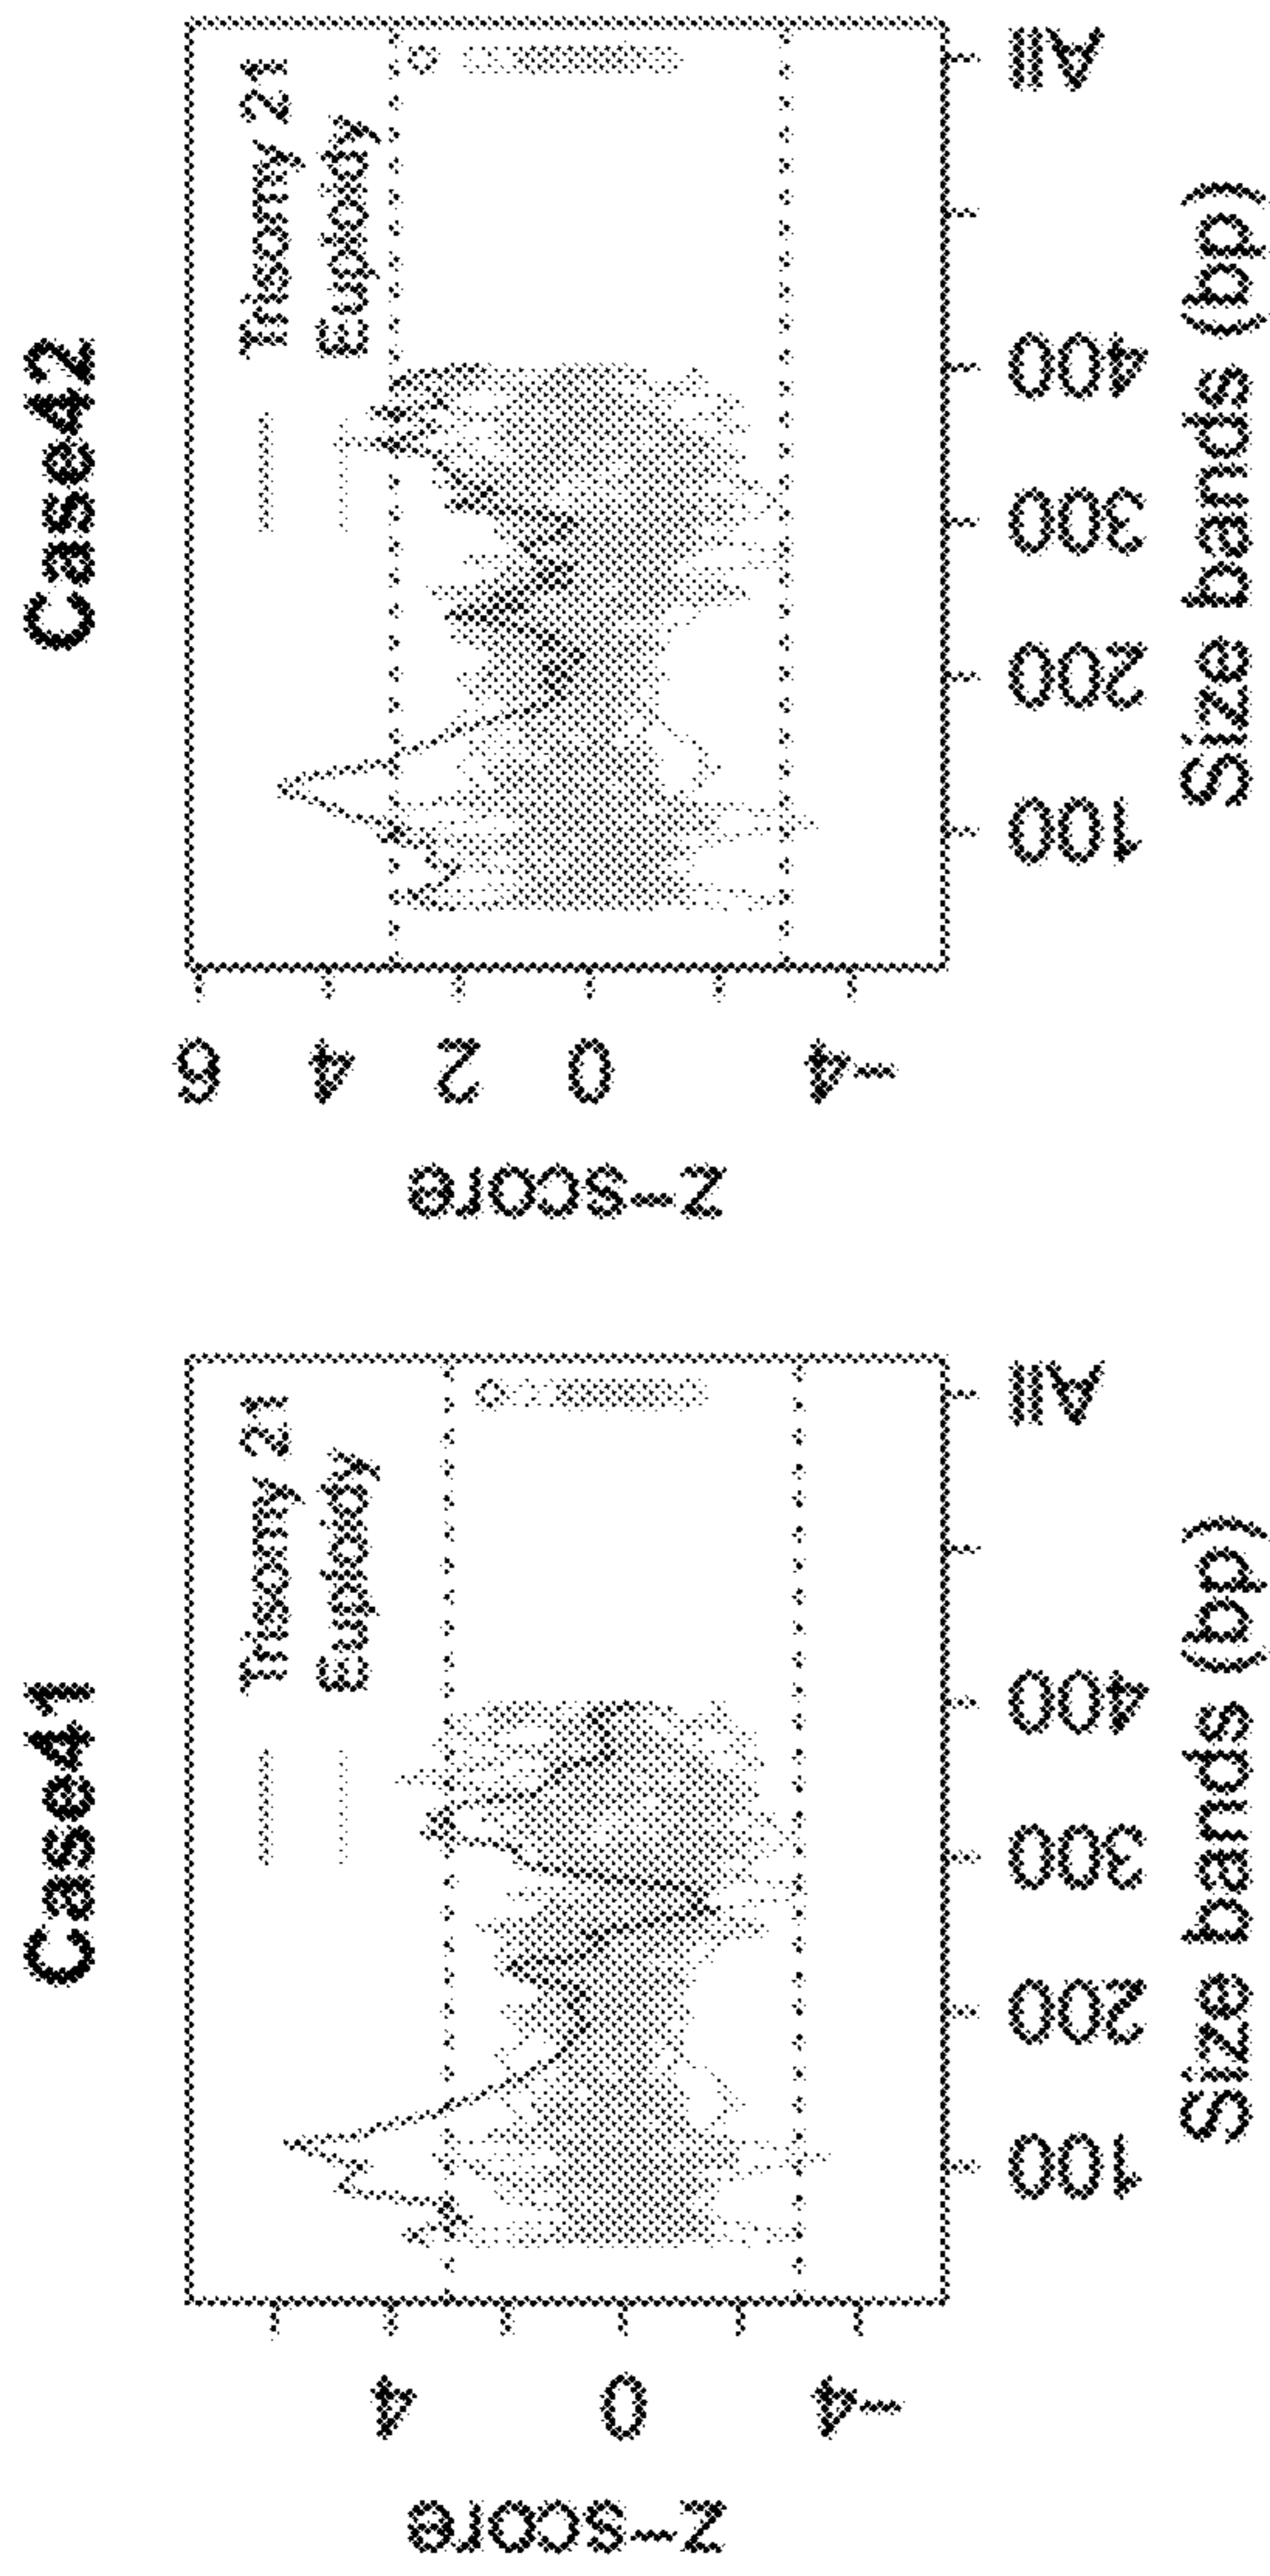 Case41
Trisomy 21
Euploidy
4
0
-4
z-score
100
200
300
400
All
Size bands (bp)
Case42
Trisomy 21
Euploidy
6
4
2
0
-4
z-score
100
200
300
400
All
Size bands (bp)